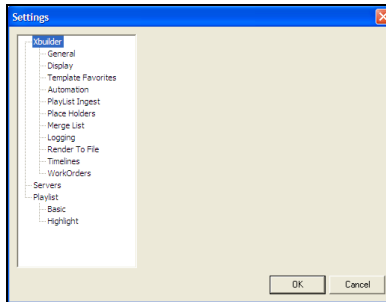 Settings
Xbuilder
General
Display
Template Favorites
Automation
PlayList Ingest
Place Holders
Merge List
Logging
Render To File
Timelines
WorkOrders
Servers
Playlist
Basic
Highlight
OK Cancel